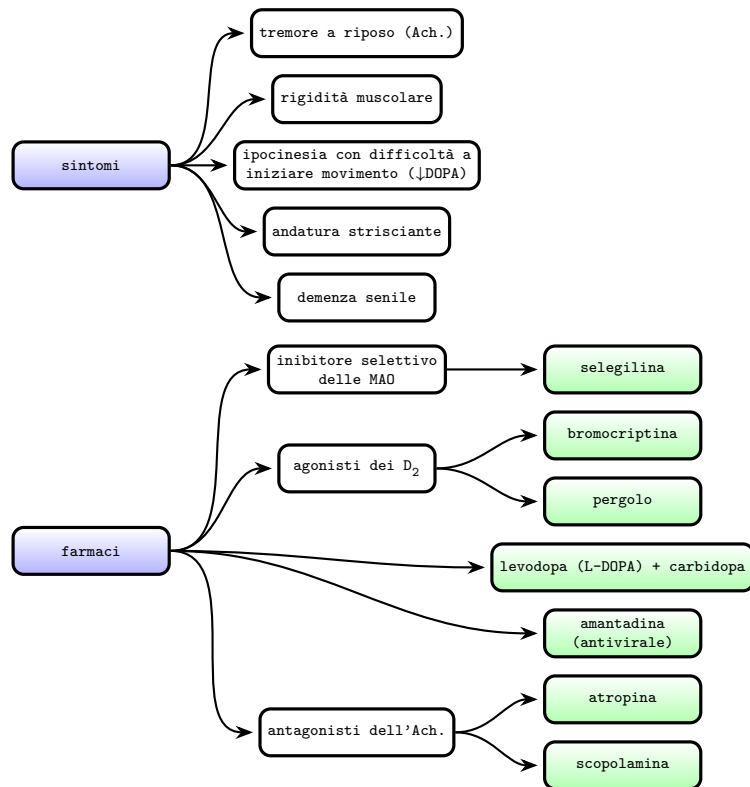 tremore a riposo (Ach.)
rigidità muscolare
sintomi
ipocinesia con difficoltà a
iniziare movimento (↓DOPA)
andatura strisciante
demenza senile
inibitore selettivo
delle MAO
selegilina
agonisti dei D2
bromocriptina
pergolo
farmaci
levodopa (L-DOPA) + carbidopa
amantadina
(antivirale)
antagonisti dell'Ach.
atropina
scopolamina